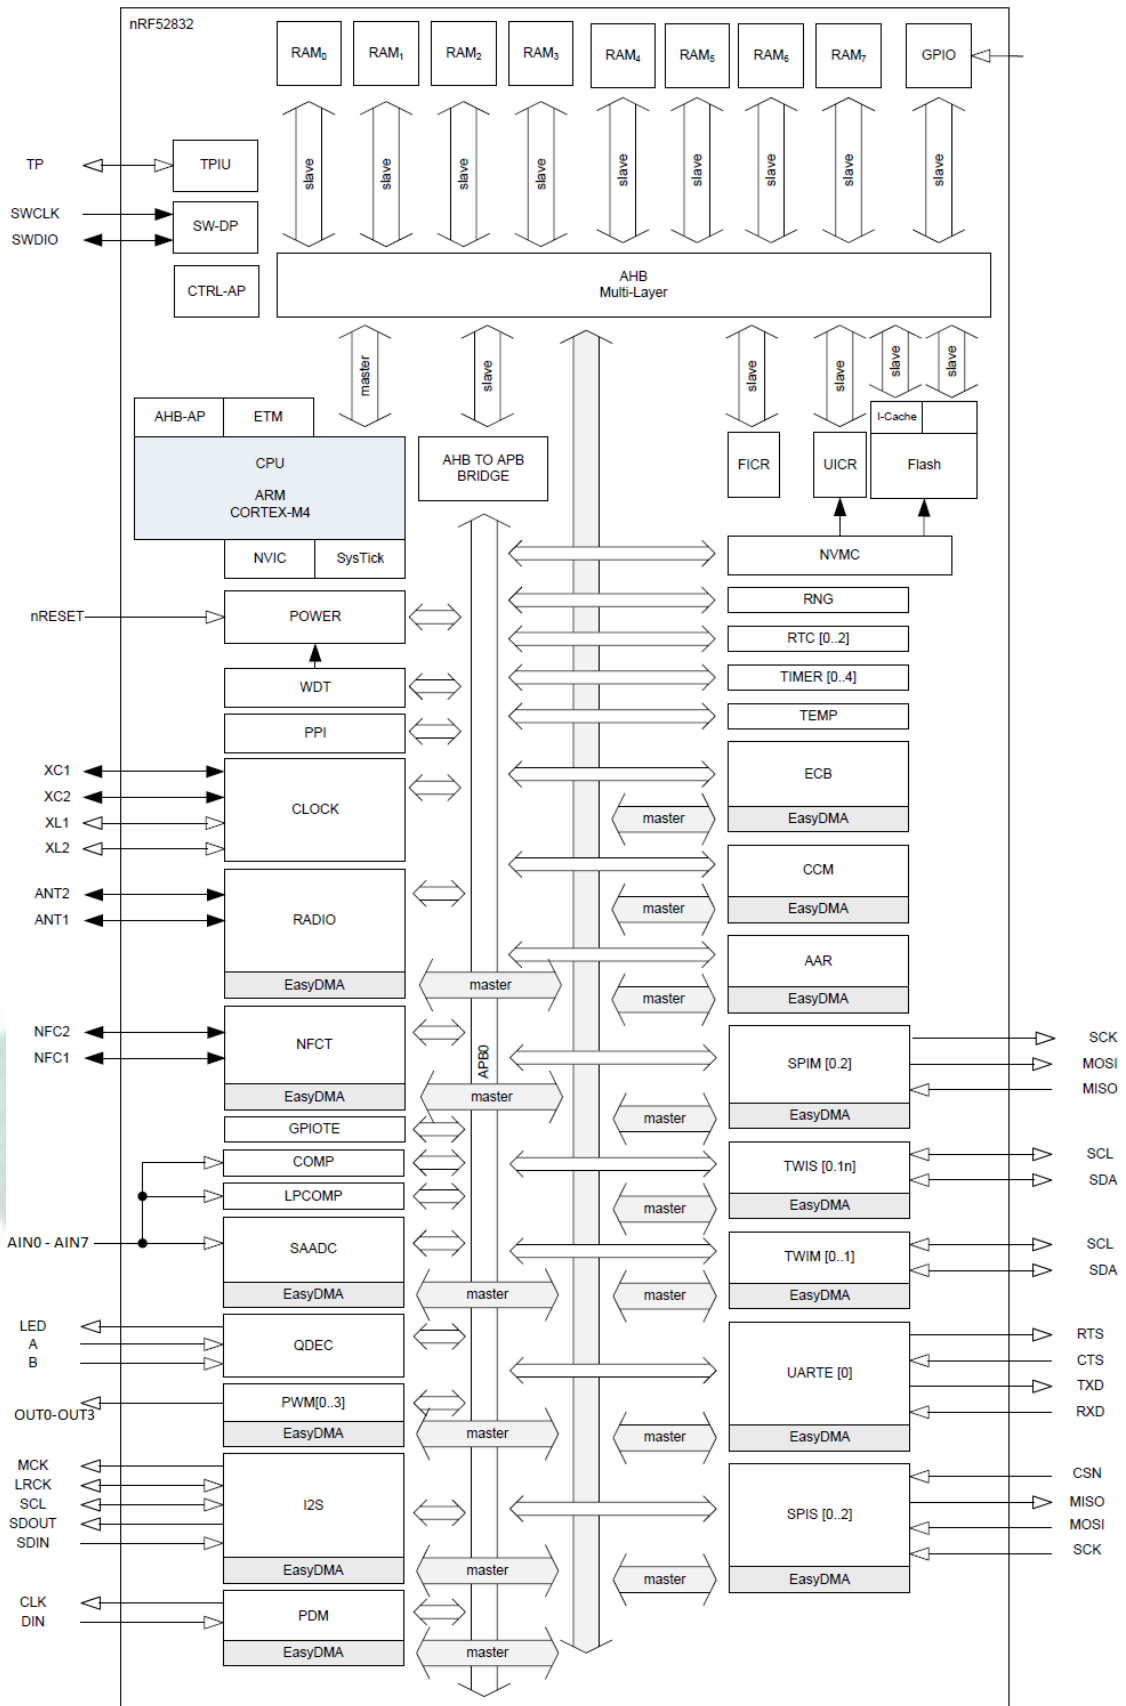 nRF52832
RAM0 RAM1 RAM2 RAM3 RAM4 RAM5 RAM6 RAM7 GPIO
slave slave slave slave slave slave slave slave slave
TP
TPIU
SWCLK
SWDIO
SW-DP
CTRL-AP
AHB
Multi-Layer
master slave slave slave slave slave
AHB-AP ETM
CPU
ARM
CORTEX-M4
NVIC SysTick
AHB TO APB
BRIDGE
FICR UICR
I-Cache
Flash
NVMC
nRESET
POWER
RNG
RTC [0..2]
WDT
TIMER [0..4]
PPI
TEMP
XC1
XC2
XL1
XL2
CLOCK
ECB
master EasyDMA
CCM
master EasyDMA
ANT2
ANT1
RADIO
EasyDMA master
AAR
master EasyDMA
NFC2
NFC1
NFCT
EasyDMA master
APB0
SPIM [0.2]
master EasyDMA
SCK
MOSI
MISO
GPIOTE
COMP
LPCOMP
AIN0 - AIN7
SAADC
EasyDMA master
TWIS [0.1n]
master EasyDMA
SCL
SDA
TWIM [0..1]
master EasyDMA
SCL
SDA
LED
A
B
QDEC
UARTE [0]
master EasyDMA
RTS
CTS
TXD
RXD
OUT0-OUT3
PWM[0..3]
EasyDMA master
MCK
LRCK
SCL
SDOUT
SDIN
I2S
EasyDMA master
SPIS [0..2]
master EasyDMA
CSN
MISO
MOSI
SCK
CLK
DIN
PDM
EasyDMA master